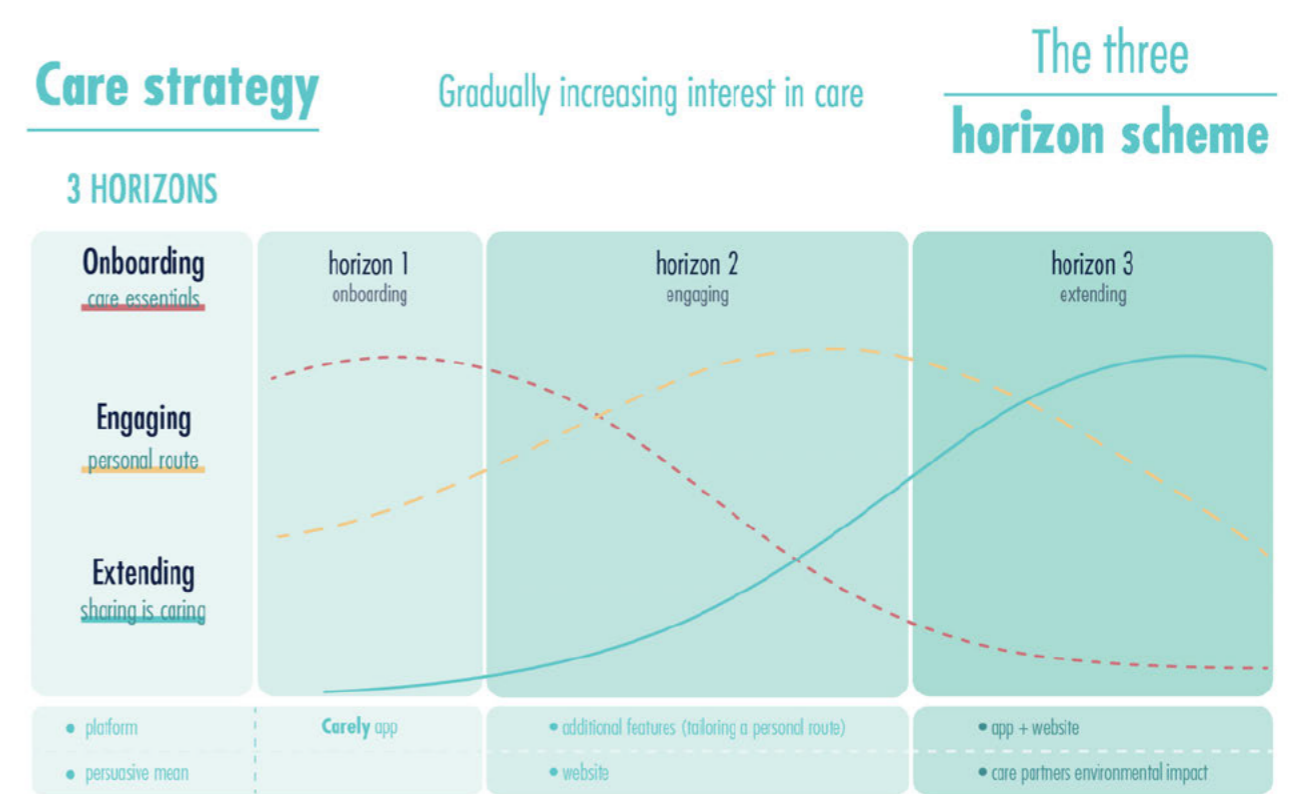 Care strategy
Gradually increasing interest in care
The three
horizon scheme
3 HORIZONS
Onboarding
care essentials
Engaging
personal route
Extending
sharing is caring
horizon 1
onboarding
horizon 2
engaging
horizon 3
extending
• platform
Carely app
• additional features (tailoring a personal route)
• app + website
• persuasive mean
• website
• care partners environmental impact